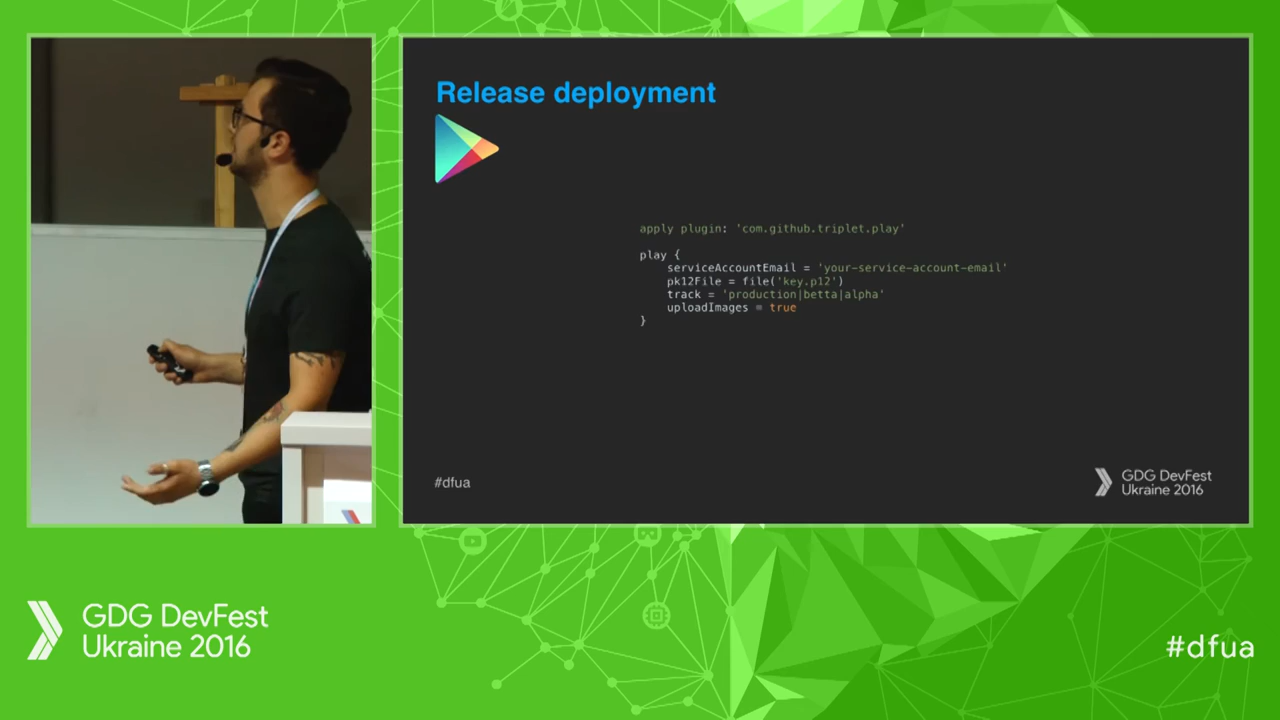 Release deployment
apply plugin: 'com.github.triplet.play'
play {
    serviceAccountEmail = 'your-service-account-email'
    pk12File = file('key.p12')
    track = 'production|betta|alpha'
    uploadImages = true
}
#dfua
GDG DevFest
Ukraine 2016
GDG DevFest
Ukraine 2016
#dfua